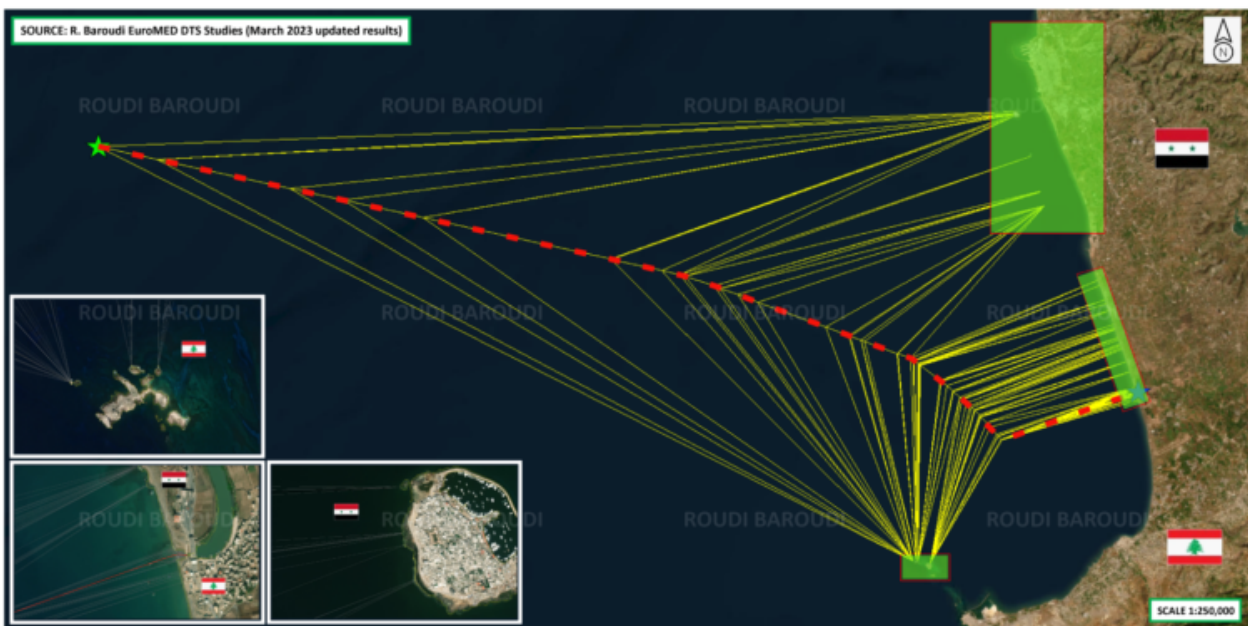 SOURCE: R. Baroudi EuroMED DTS Studies (March 2023 updated results)
N
ROUDI BAROUDI ROUDI BAROUDI ROUDI BAROUDI ROUDI BAROUDI
ROUDI BAROUDI ROUDI BAROUDI ROUDI BAROUDI ROUDI BAROUDI
ROUDI BAROUDI ROUDI BAROUDI ROUDI BAROUDI ROUDI BAROUDI
SCALE 1:250,000